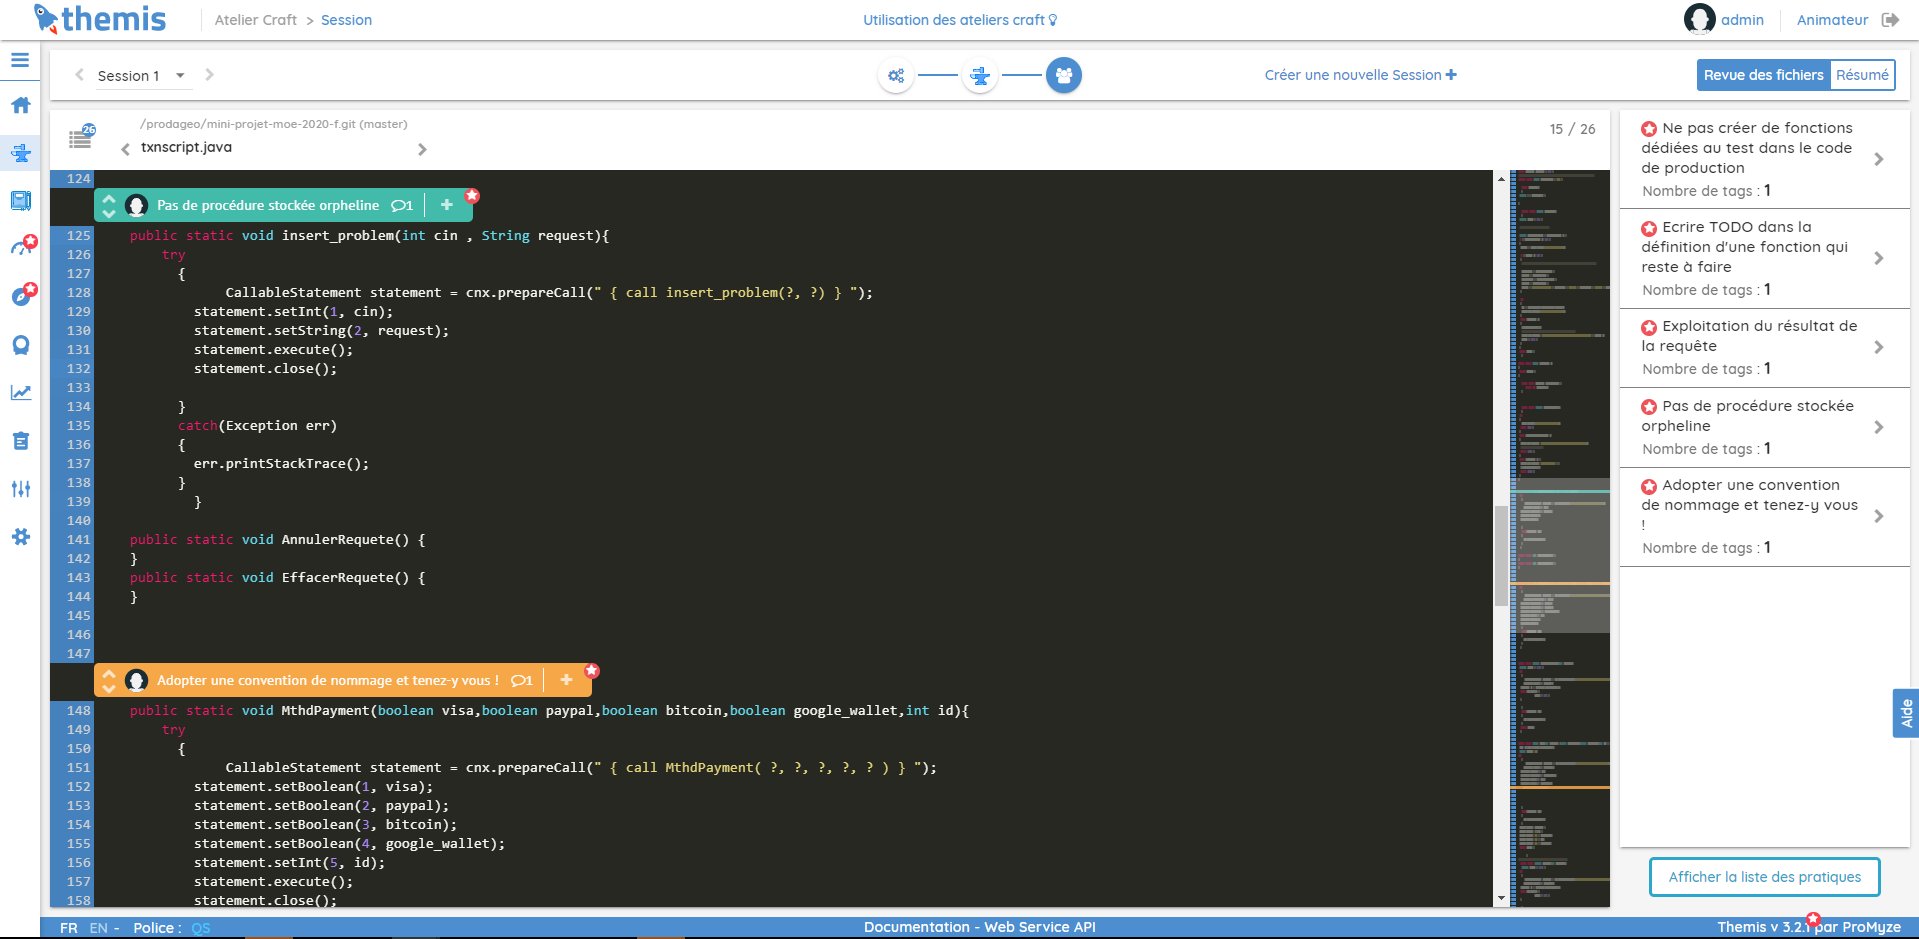 themis
Atelier Craft > Session
Utilisation des ateliers craft
admin
Animateur
Session 1
Créer une nouvelle Session
Revue des fichiers
Résumé
26
/prodageo/mini-projet-moe-2020-f.git (master)
txnscript.java
15 / 26
124
Pas de procédure stockée orpheline 1 +
125 public static void insert_problem(int cin , String request){
126 try
127 {
128 CallableStatement statement = cnx.prepareCall(" { call insert_problem(?, ?) } ");
129 statement.setInt(1, cin);
130 statement.setString(2, request);
131 statement.execute();
132 statement.close();
133
134 }
135 catch(Exception err)
136 {
137 err.printStackTrace();
138 }
139 }
140
141 public static void AnnulerRequete() {
142 }
143 public static void EffacerRequete() {
144 }
145
146
147
Adopter une convention de nommage et tenez-y vous ! 1 +
148 public static void MthdPayment(boolean visa,boolean paypal,boolean bitcoin,boolean google_wallet,int id){
149 try
150 {
151 CallableStatement statement = cnx.prepareCall(" { call MthdPayment( ?, ?, ?, ?, ? ) } ");
152 statement.setBoolean(1, visa);
153 statement.setBoolean(2, paypal);
154 statement.setBoolean(3, bitcoin);
155 statement.setBoolean(4, google_wallet);
156 statement.setInt(5, id);
157 statement.execute();
158 statement.close();
Ne pas créer de fonctions
dédiées au test dans le code
de production
Nombre de tags : 1
Ecrire TODO dans la
définition d'une fonction qui
reste à faire
Nombre de tags : 1
Exploitation du résultat de
la requête
Nombre de tags : 1
Pas de procédure stockée
orpheline
Nombre de tags : 1
Adopter une convention
de nommage et tenez-y vous
!
Nombre de tags : 1
Aide
Afficher la liste des pratiques
FR EN - Police : QS
Documentation - Web Service API
Themis v 3.2.1 par ProMyze